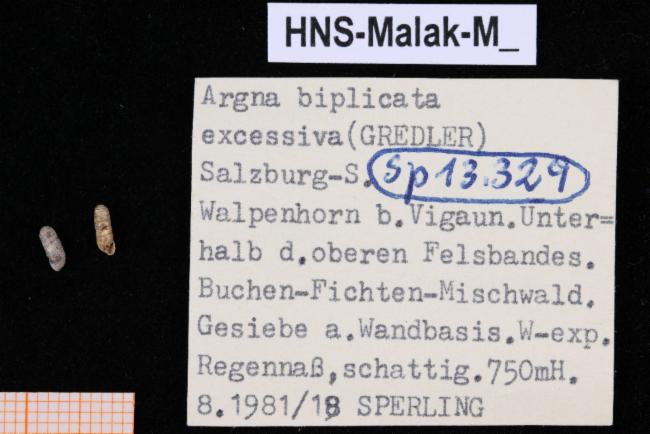 HNS-Malak-M_
Argna biplicata
excessiva(GREDLER)
Salzburg-S. Sp 13.329
Walpenhorn b.Vigaun.Unter=
halb d.oberen Felsbandes.
Buchen-Fichten-Mischwald.
Gesiebe a.Wandbasis.W-exp.
Regennaß,schattig.750mH.
8.1981/18 SPERLING